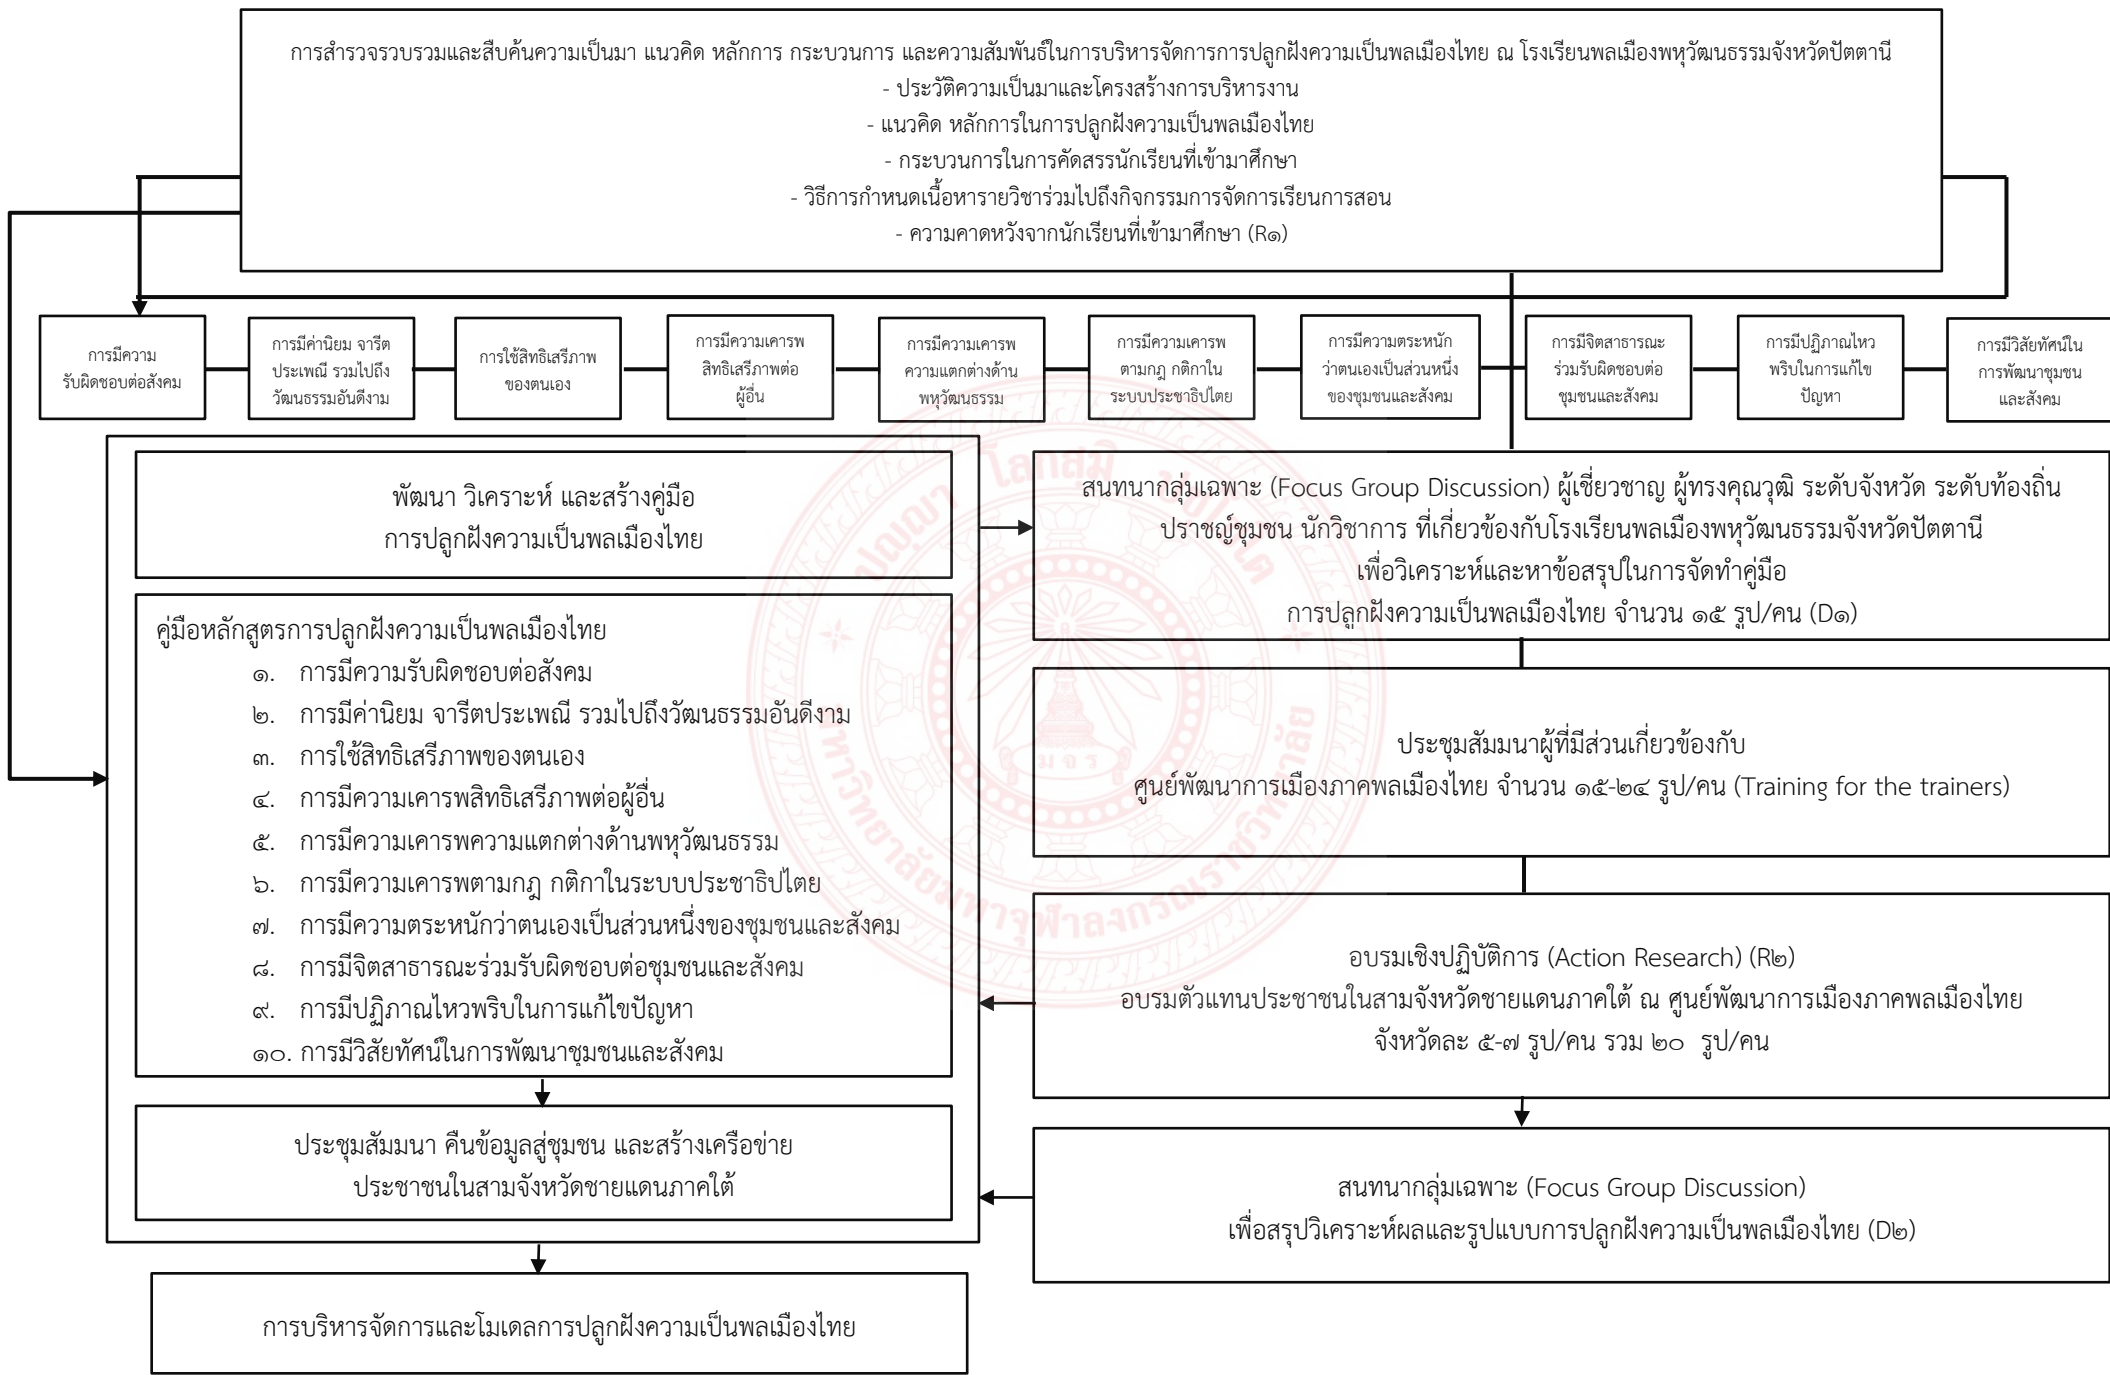 การสำรวจรวบรวมและสืบค้นความเป็นมา แนวคิด หลักการ กระบวนการ และความสัมพันธ์ในการบริหารจัดการการปลูกฝังความเป็นพลเมืองไทย ณ โรงเรียนพลเมืองพหุวัฒนธรรมจังหวัดปัตตานี
- ประวัติความเป็นมาและโครงสร้างการบริหารงาน
- แนวคิด หลักการในการปลูกฝังความเป็นพลเมืองไทย
- กระบวนการในการคัดสรรนักเรียนที่เข้ามาศึกษา
- วิธีการกำหนดเนื้อหารายวิชาร่วมไปถึงกิจกรรมการจัดการเรียนการสอน
- ความคาดหวังจากนักเรียนที่เข้ามาศึกษา (R๑)
การมีความ
รับผิดชอบต่อสังคม
การมีค่านิยม จารีต
ประเพณี รวมไปถึง
วัฒนธรรมอันดีงาม
การใช้สิทธิเสรีภาพ
ของตนเอง
การมีความเคารพ
สิทธิเสรีภาพต่อ
ผู้อื่น
การมีความเคารพ
ความแตกต่างด้าน
พหุวัฒนธรรม
การมีความเคารพ
ตามกฎ กติกาใน
ระบบประชาธิปไตย
การมีความตระหนัก
ว่าตนเองเป็นส่วนหนึ่ง
ของชุมชนและสังคม
การมีจิตสาธารณะ
ร่วมรับผิดชอบต่อ
ชุมชนและสังคม
การมีปฏิภาณไหว
พริบในการแก้ไข
ปัญหา
การมีวิสัยทัศน์ใน
การพัฒนาชุมชน
และสังคม
พัฒนา วิเคราะห์ และสร้างคู่มือ
การปลูกฝังความเป็นพลเมืองไทย
คู่มือหลักสูตรการปลูกฝังความเป็นพลเมืองไทย
๑. การมีความรับผิดชอบต่อสังคม
๒. การมีค่านิยม จารีตประเพณี รวมไปถึงวัฒนธรรมอันดีงาม
๓. การใช้สิทธิเสรีภาพของตนเอง
๔. การมีความเคารพสิทธิเสรีภาพต่อผู้อื่น
๕. การมีความเคารพความแตกต่างด้านพหุวัฒนธรรม
๖. การมีความเคารพตามกฎ กติกาในระบบประชาธิปไตย
๗. การมีความตระหนักว่าตนเองเป็นส่วนหนึ่งของชุมชนและสังคม
๘. การมีจิตสาธารณะร่วมรับผิดชอบต่อชุมชนและสังคม
๙. การมีปฏิภาณไหวพริบในการแก้ไขปัญหา
๑๐. การมีวิสัยทัศน์ในการพัฒนาชุมชนและสังคม
ประชุมสัมมนา คืนข้อมูลสู่ชุมชน และสร้างเครือข่าย
ประชาชนในสามจังหวัดชายแดนภาคใต้
การบริหารจัดการและโมเดลการปลูกฝังความเป็นพลเมืองไทย
สนทนากลุ่มเฉพาะ (Focus Group Discussion) ผู้เชี่ยวชาญ ผู้ทรงคุณวุฒิ ระดับจังหวัด ระดับท้องถิ่น
ปราชญ์ชุมชน นักวิชาการ ที่เกี่ยวข้องกับโรงเรียนพลเมืองพหุวัฒนธรรมจังหวัดปัตตานี
เพื่อวิเคราะห์และหาข้อสรุปในการจัดทำคู่มือ
การปลูกฝังความเป็นพลเมืองไทย จำนวน ๑๕ รูป/คน (D๑)
ประชุมสัมมนาผู้ที่มีส่วนเกี่ยวข้องกับ
ศูนย์พัฒนาการเมืองภาคพลเมืองไทย จำนวน ๑๕-๒๔ รูป/คน (Training for the trainers)
อบรมเชิงปฏิบัติการ (Action Research) (R๒)
อบรมตัวแทนประชาชนในสามจังหวัดชายแดนภาคใต้ ณ ศูนย์พัฒนาการเมืองภาคพลเมืองไทย
จังหวัดละ ๕-๗ รูป/คน รวม ๒๐ รูป/คน
สนทนากลุ่มเฉพาะ (Focus Group Discussion)
เพื่อสรุปวิเคราะห์ผลและรูปแบบการปลูกฝังความเป็นพลเมืองไทย (D๒)
ปญฺญา โลกสฺมิ ปชฺโชโต
มจร
มหาวิทยาลัยมหาจุฬาลงกรณราชวิทยาลัย